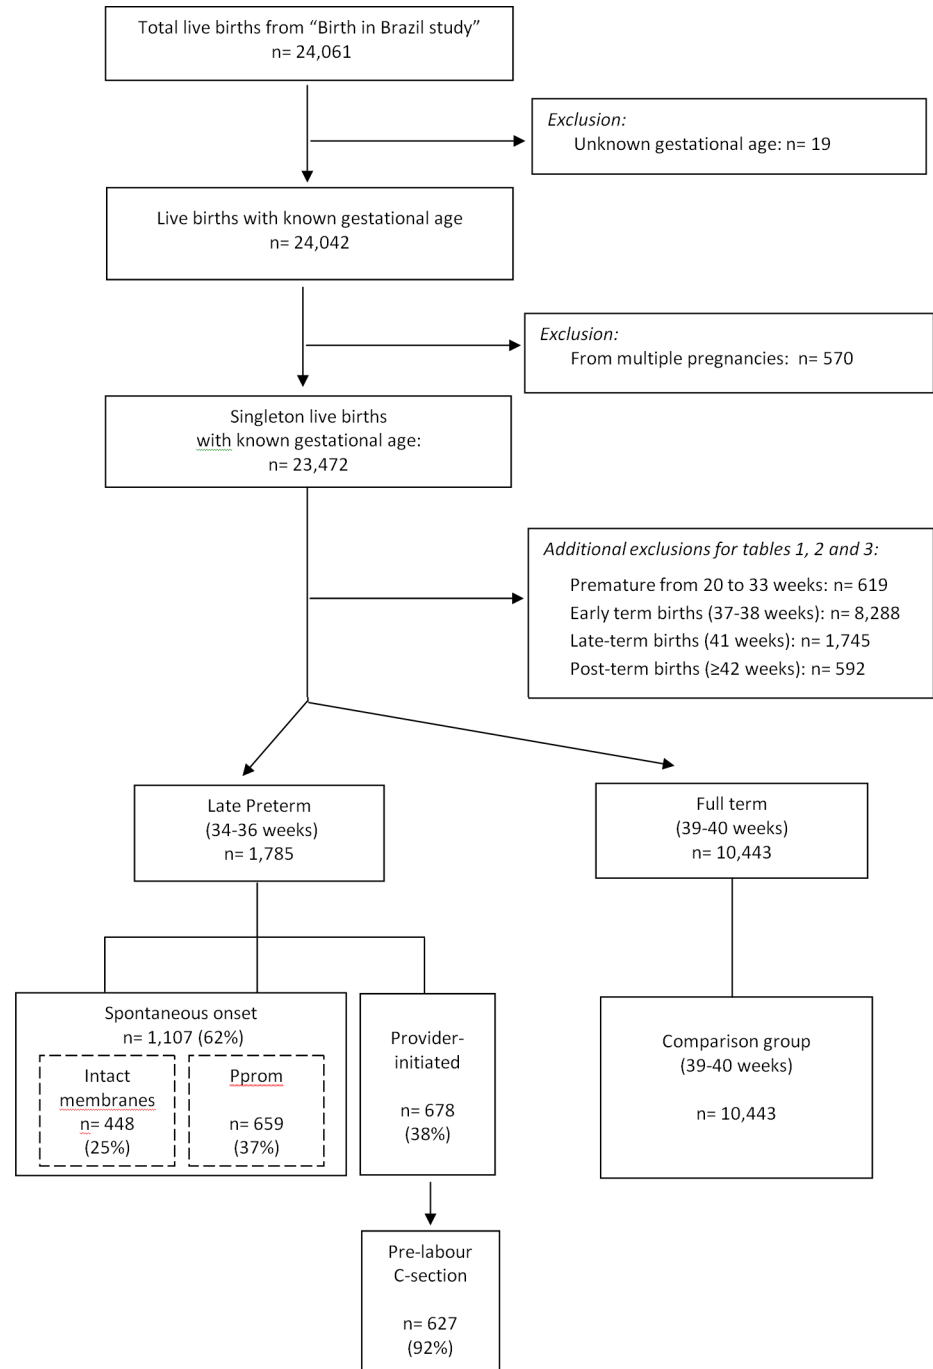 Total live births from “Birth in Brazil study”
n= 24,061
Exclusion:
Unknown gestational age: n= 19
Live births with known gestational age
n= 24,042
Exclusion:
From multiple pregnancies:  n= 570
Singleton live births
with known gestational age:
n= 23,472
Additional exclusions for tables 1, 2 and 3:
Premature from 20 to 33 weeks: n= 619
Early term births (37-38 weeks): n= 8,288
Late-term births (41 weeks): n= 1,745
Post-term births (≥42 weeks): n= 592
Late Preterm
(34-36 weeks)
n= 1,785
Full term
(39-40 weeks)
n= 10,443
Spontaneous onset
n= 1,107 (62%)
Intact
membranes
n= 448
(25%)
Pprom
n= 659
(37%)
Provider-
initiated
n= 678
(38%)
Comparison group
(39-40 weeks)
n= 10,443
Pre-labour
C-section
n= 627
(92%)